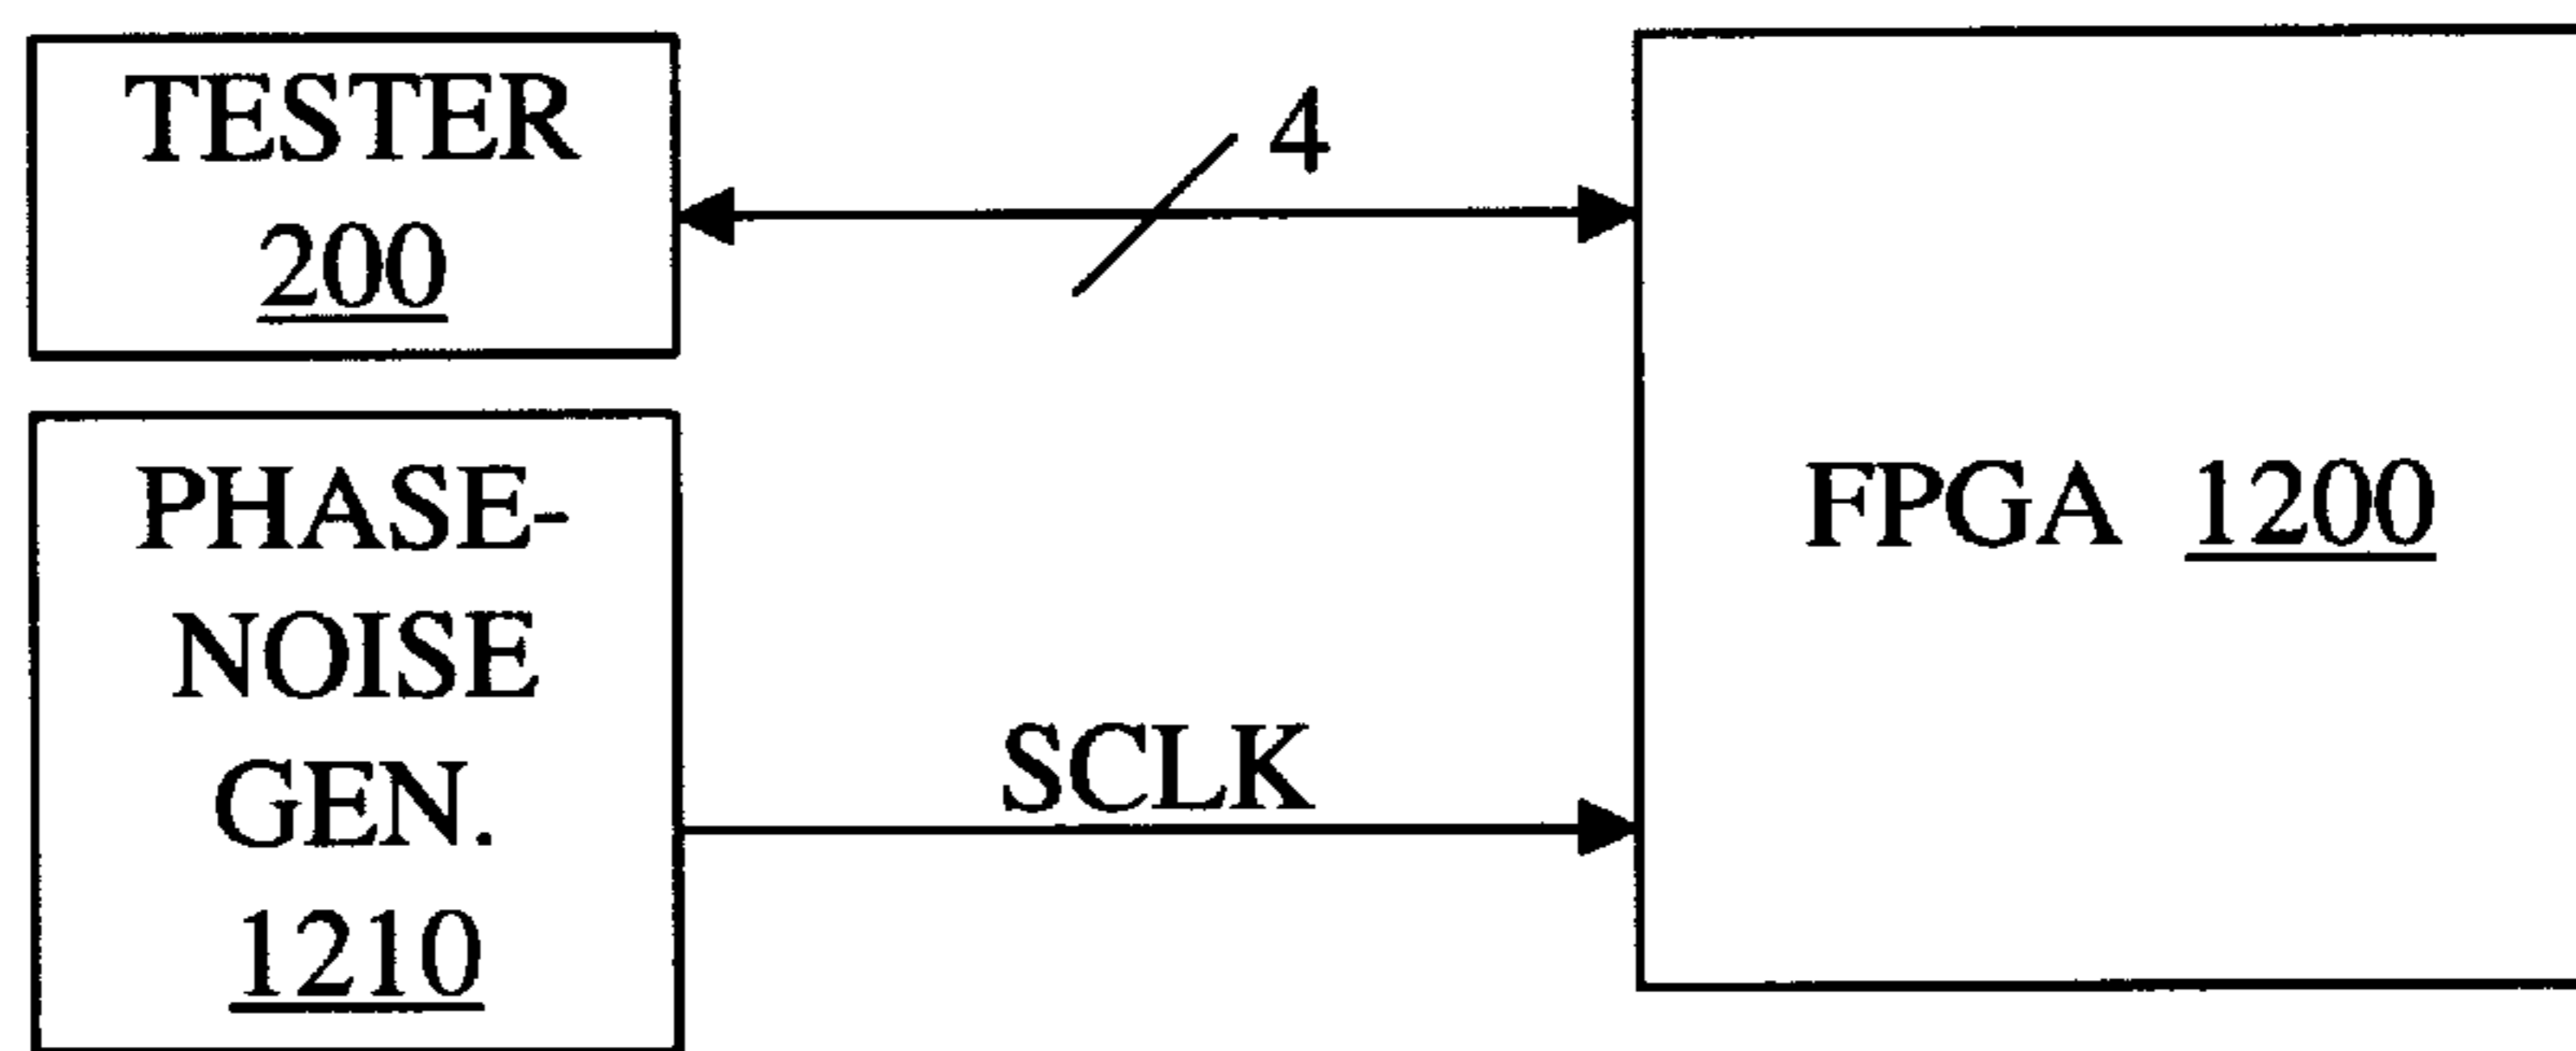 TESTER
200
4
PHASE-
NOISE
GEN.
1210
SCLK
FPGA 1200